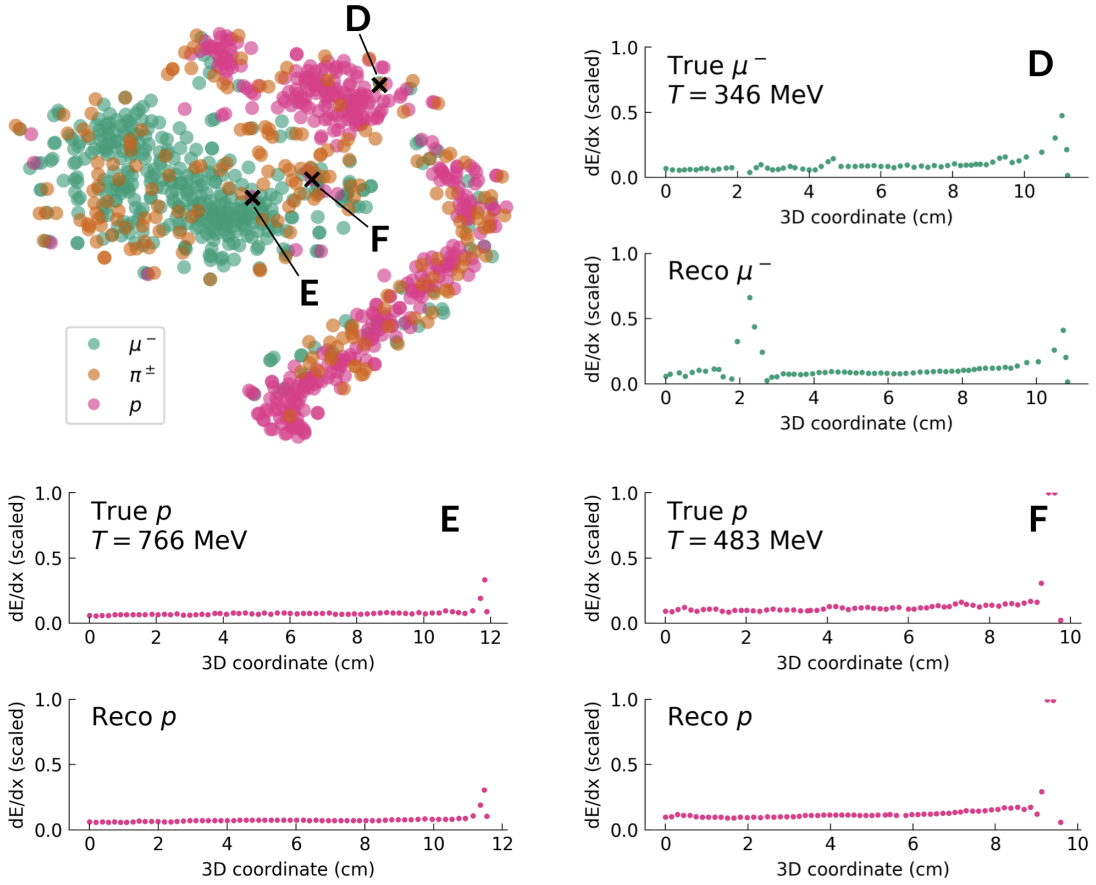 D
F
E
μ⁻
π±
p
1.0
0.5
0.0
dE/dx (scaled)
True μ⁻
T = 346 MeV
D
0 2 4 6 8 10
3D coordinate (cm)
1.0
0.5
0.0
dE/dx (scaled)
Reco μ⁻
0 2 4 6 8 10
3D coordinate (cm)
1.0
0.5
0.0
dE/dx (scaled)
True p
T = 766 MeV
E
0 2 4 6 8 10 12
3D coordinate (cm)
1.0
0.5
0.0
dE/dx (scaled)
True p
T = 483 MeV
F
0 2 4 6 8 10
3D coordinate (cm)
1.0
0.5
0.0
dE/dx (scaled)
Reco p
0 2 4 6 8 10 12
3D coordinate (cm)
1.0
0.5
0.0
dE/dx (scaled)
Reco p
0 2 4 6 8 10
3D coordinate (cm)